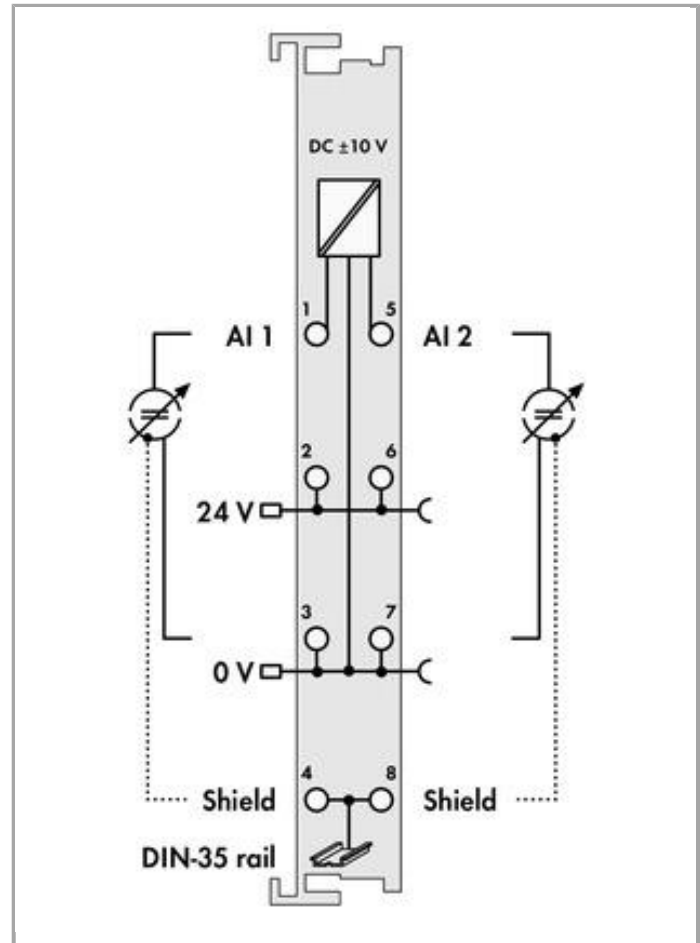 DC ±10 V
1 5
AI 1 AI 2
2 6
24 V
3 7
0 V
4 8
Shield Shield
DIN-35 rail